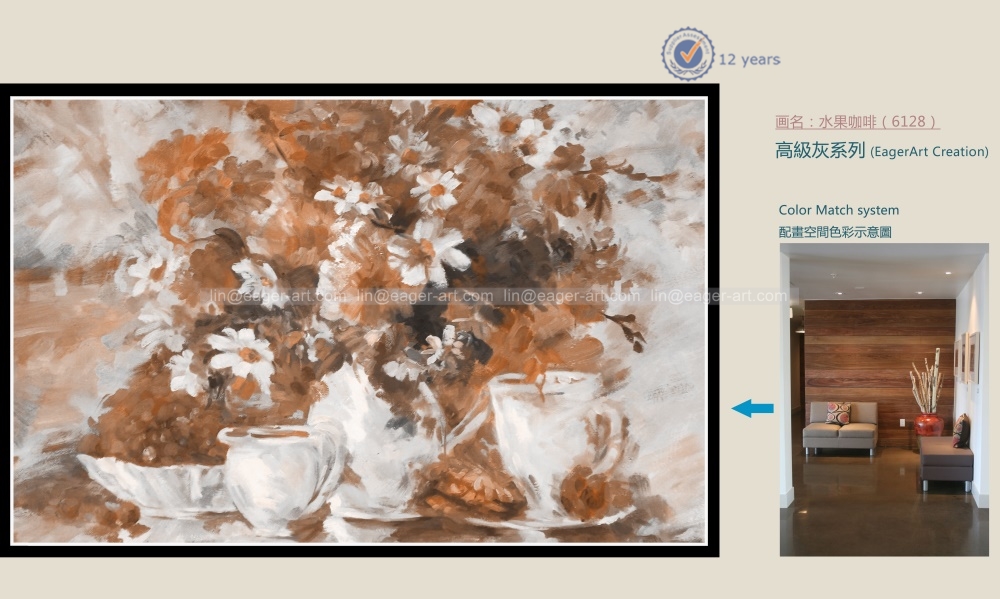 12 years
画名：水果咖啡（6128）
高級灰系列 (EagerArt Creation)
Color Match system
配畫空間色彩示意圖
lin@eager-art.com lin@eager-art.com lin@eager-art.com lin@eager-art.com